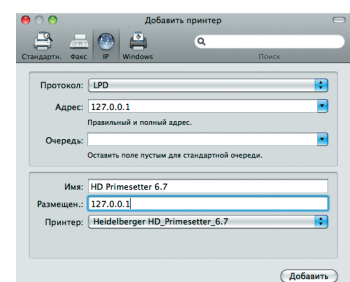 Добавить принтер
Стандартн. Факс IP Windows Поиск
Протокол: LPD
Адрес: 127.0.0.1
Правильный и полный адрес.
Очередь:
Оставить поле пустым для стандартной очереди.
Имя: HD Primesetter 6.7
Размещен.: 127.0.0.1
Принтер: Heidelberger HD_Primesetter_6.7
Добавить